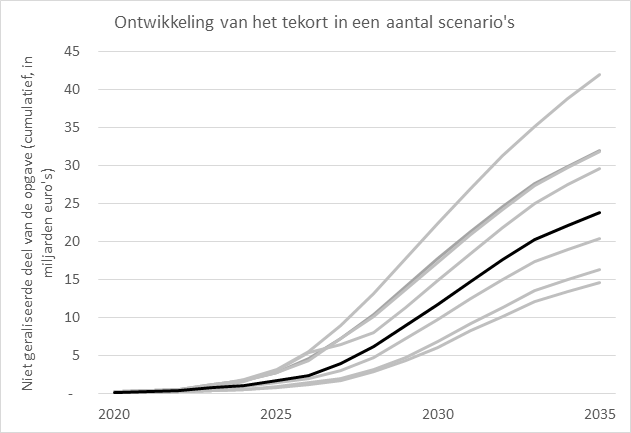 Ontwikkeling van het tekort in een aantal scenario's
Niet geraliseerde deel van de opgave (cumulatief, in
miljarden euro's)
45
40
35
30
25
20
15
10
5
-
2020 2025 2030 2035